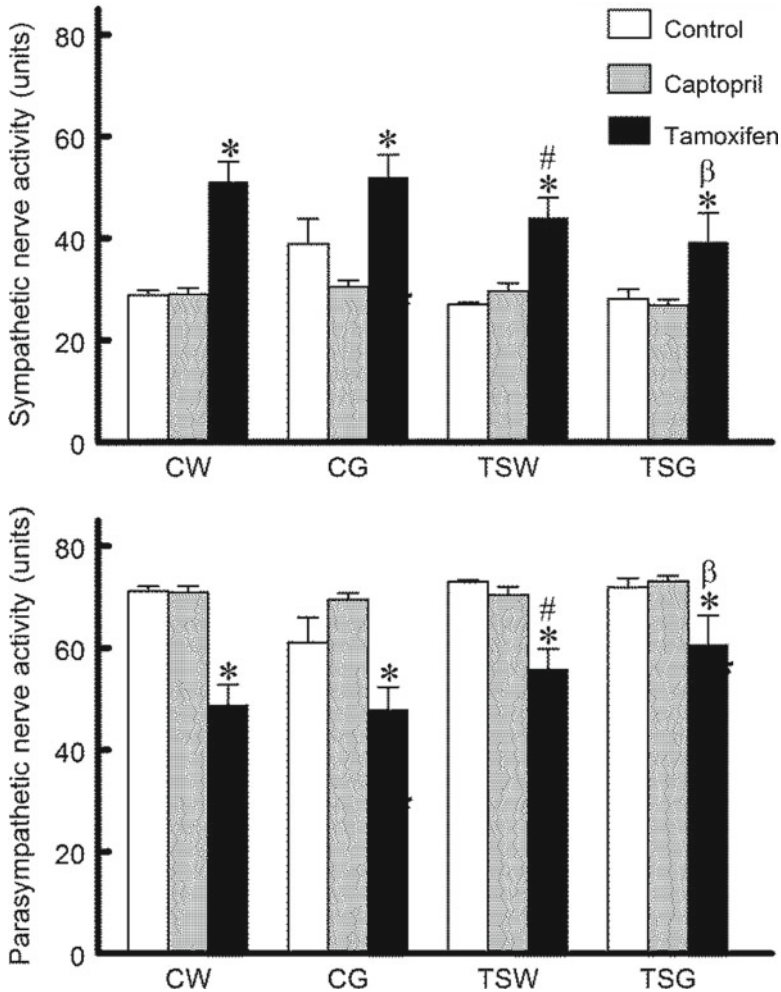 Sympathetic nerve activity (units)
80
60
40
20
0
Control
Captopril
Tamoxifen
*
*
#
*
β
*
CW CG TSW TSG
Parasympathetic nerve activity (units)
80
60
40
20
0
*
*
#
*
β
*
CW CG TSW TSG